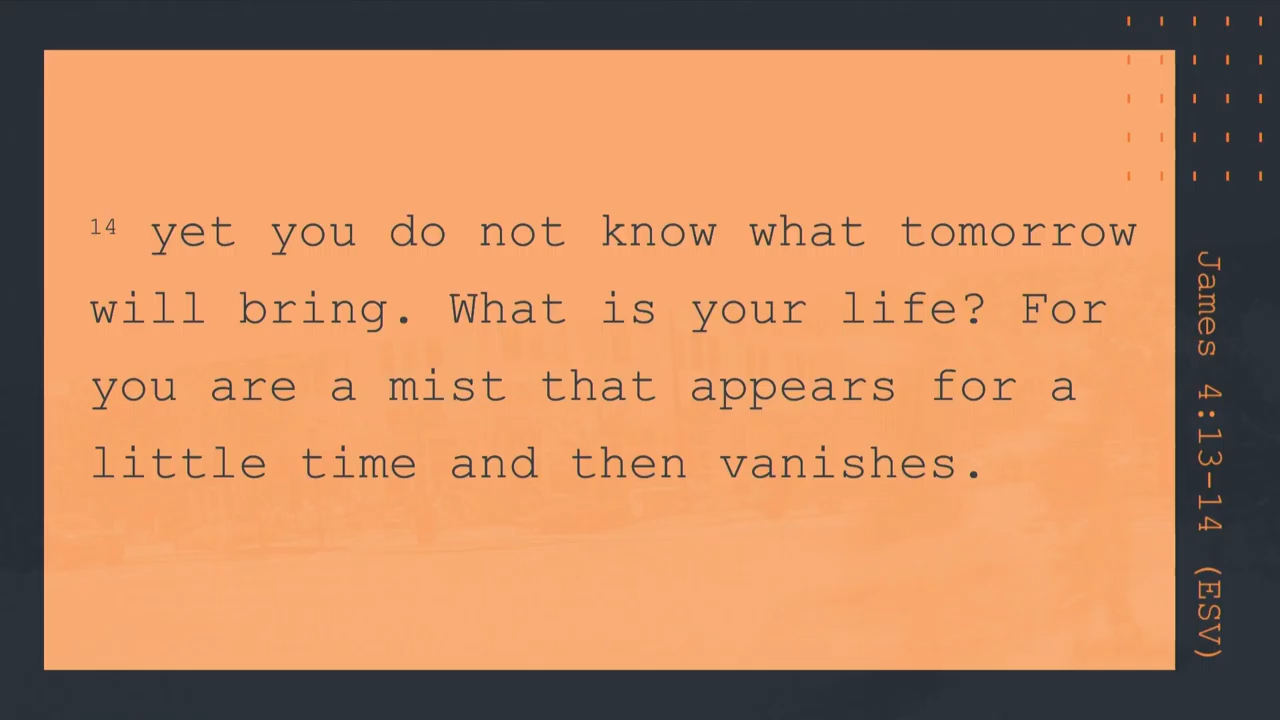 14 yet you do not know what tomorrow
will bring. What is your life? For
you are a mist that appears for a
little time and then vanishes.
James 4:13-14 (ESV)